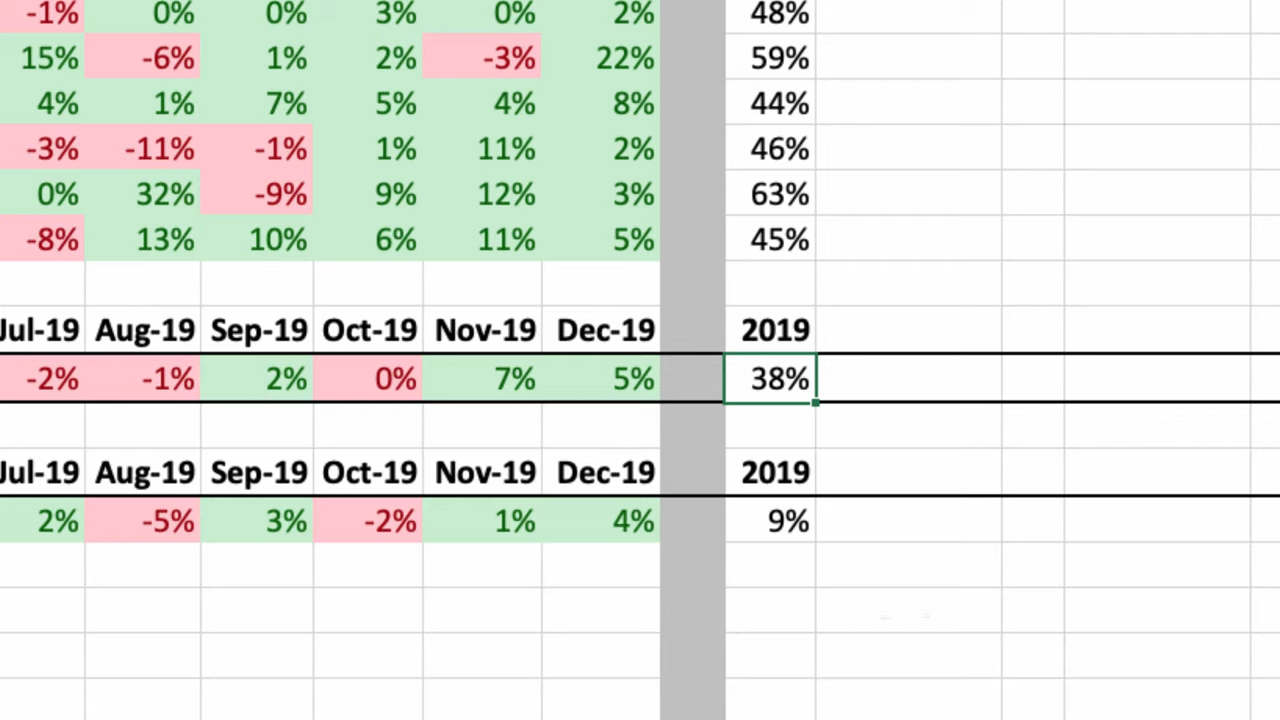 -1% 0% 0% 3% 0% 2% 48%
15% -6% 1% 2% -3% 22% 59%
4% 1% 7% 5% 4% 8% 44%
-3% -11% -1% 1% 11% 2% 46%
0% 32% -9% 9% 12% 3% 63%
-8% 13% 10% 6% 11% 5% 45%
Jul-19 Aug-19 Sep-19 Oct-19 Nov-19 Dec-19 2019
-2% -1% 2% 0% 7% 5% 38%
Jul-19 Aug-19 Sep-19 Oct-19 Nov-19 Dec-19 2019
2% -5% 3% -2% 1% 4% 9%